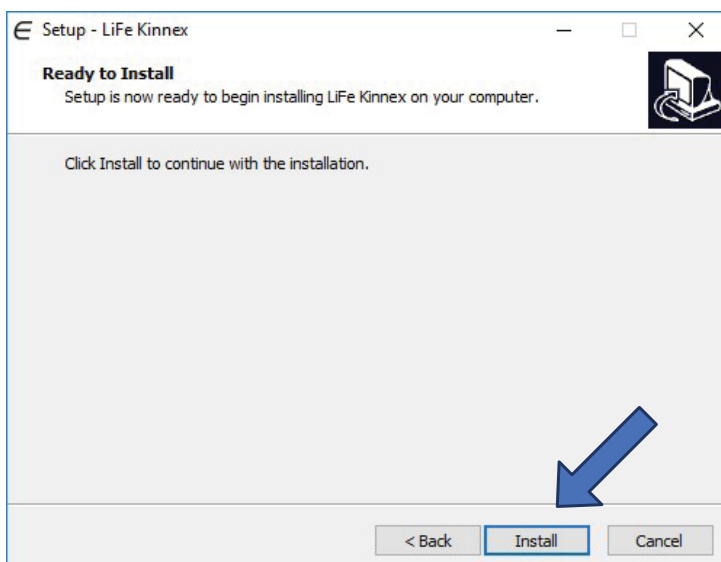 Setup - LiFe Kinnex
Ready to Install
Setup is now ready to begin installing LiFe Kinnex on your computer.
Click Install to continue with the installation.
< Back Install Cancel